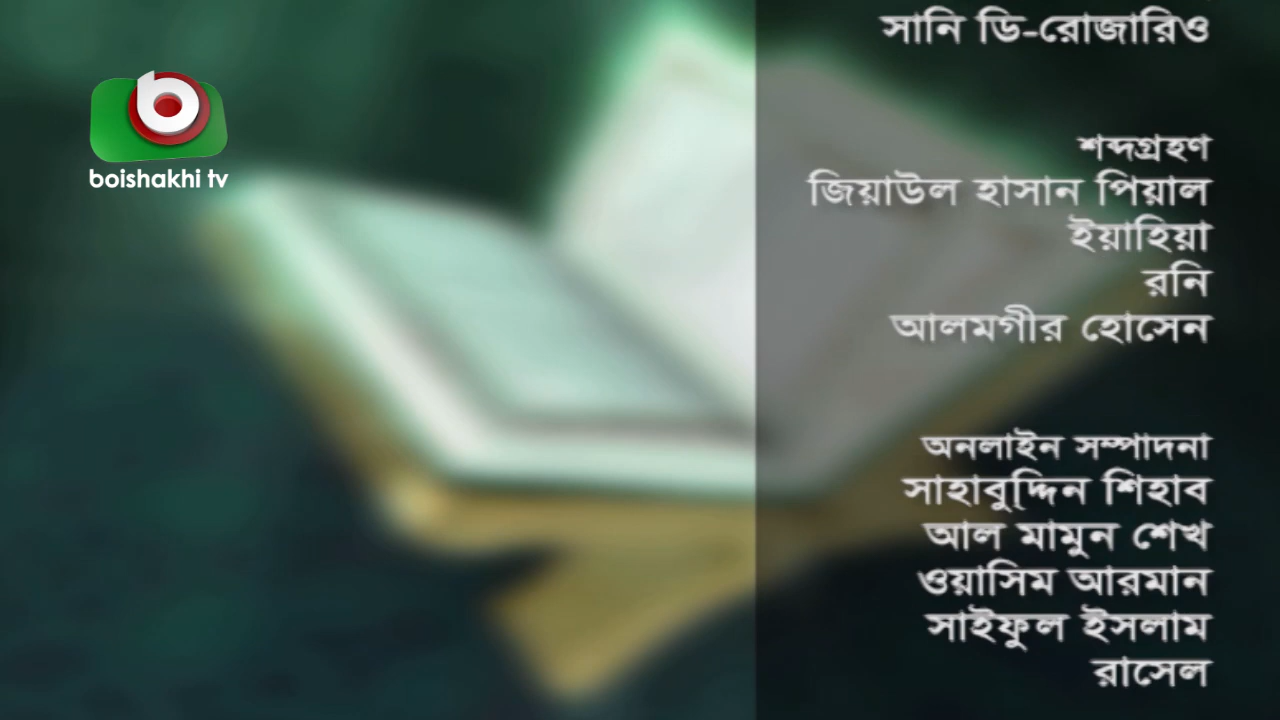 boishakhi tv
সানি ডি-রোজারিও
শব্দগ্রহণ
জিয়াউল হাসান পিয়াল
ইয়াহিয়া
রনি
আলমগীর হোসেন
অনলাইন সম্পাদনা
সাহাবুদ্দিন শিহাব
আল মামুন শেখ
ওয়াসিম আরমান
সাইফুল ইসলাম
রাসেল